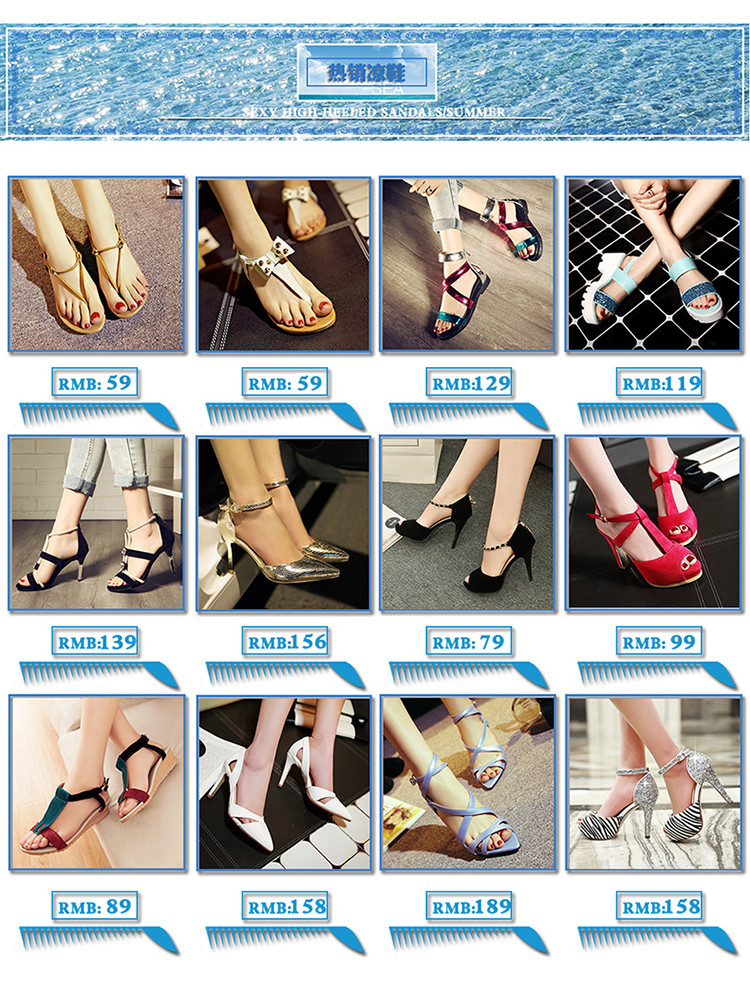 热销凉鞋
SEA
SEXY HIGH-HEELED SANDALS/SUMMER
RMB: 59
RMB: 59
RMB:129
RMB:119
RMB:139
RMB:156
RMB: 79
RMB: 99
RMB: 89
RMB:158
RMB:189
RMB:158